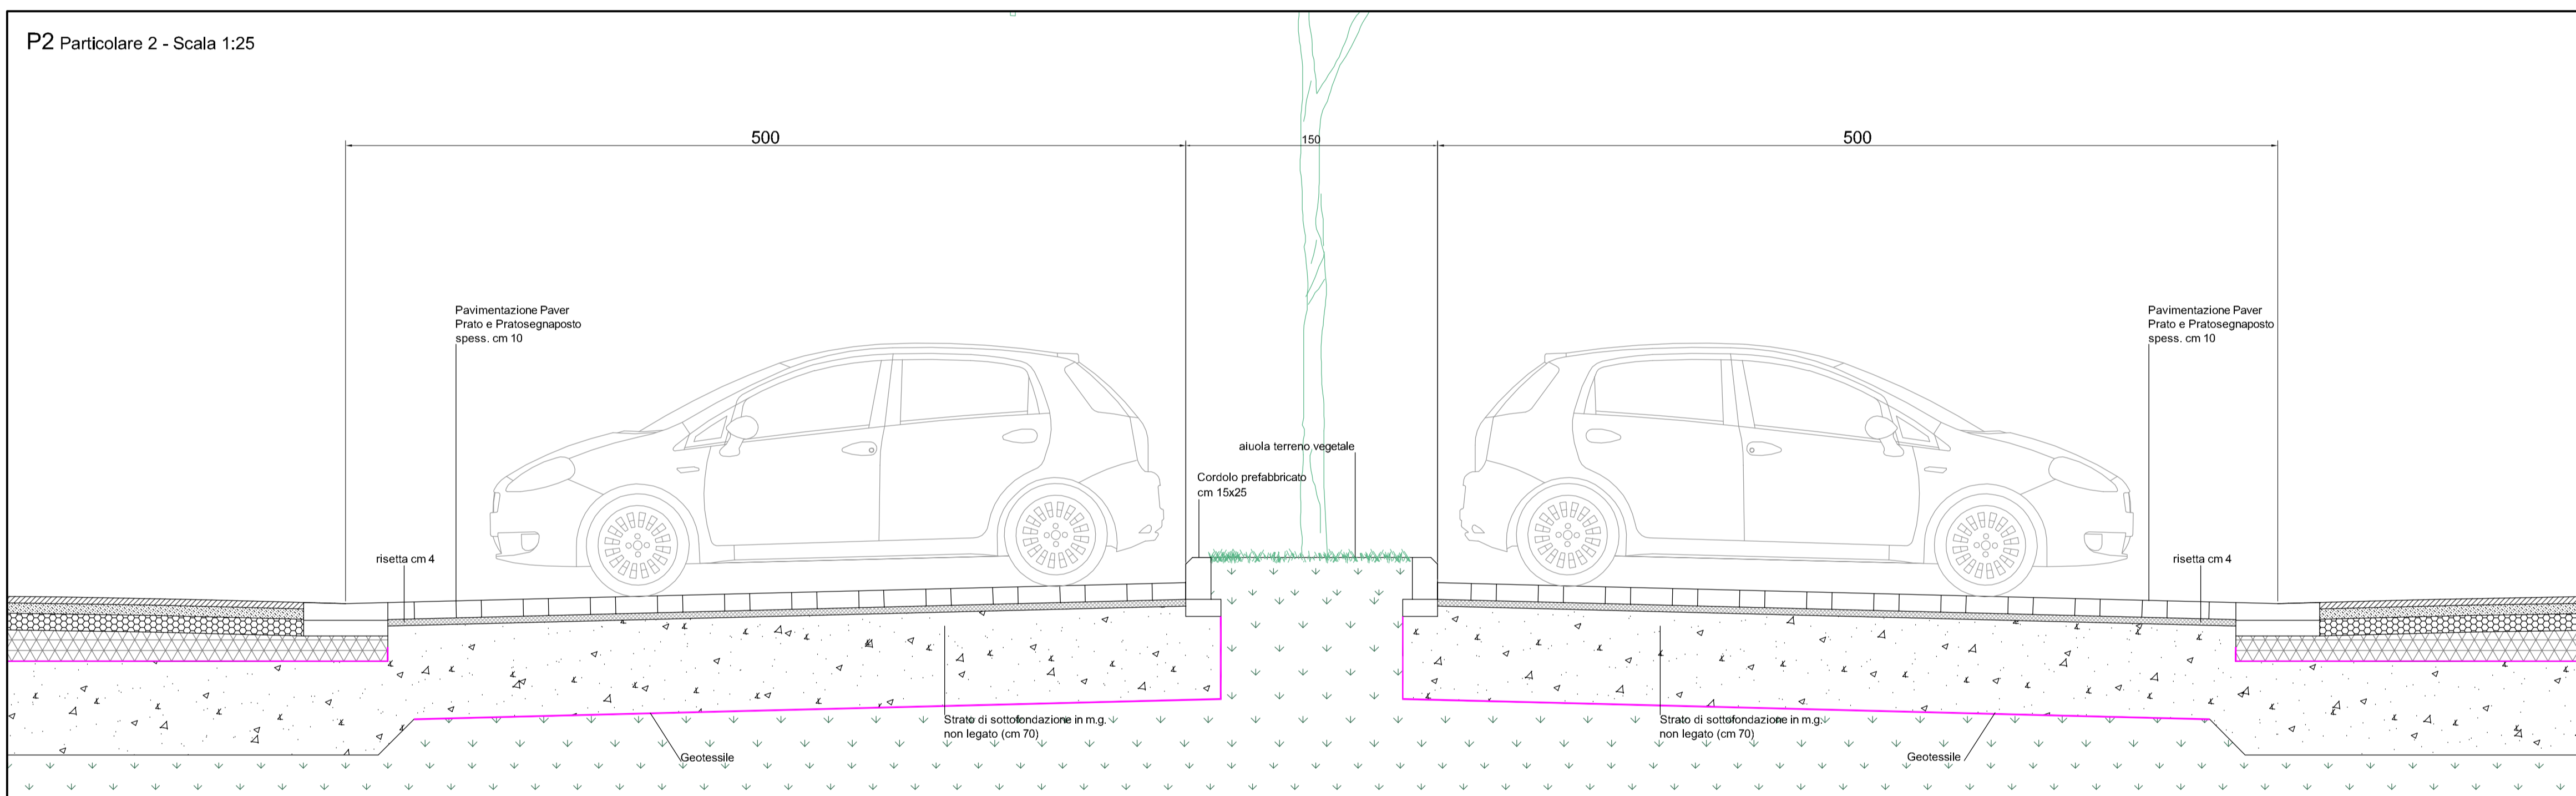 P2 Particolare 2 - Scala 1:25
500
150
500
Pavimentazione Paver
Prato e Pratosegnaposto
spess. cm 10
Pavimentazione Paver
Prato e Pratosegnaposto
spess. cm 10
aiuola terreno vegetale
Cordolo prefabbricato
cm 15x25
risetta cm 4
risetta cm 4
Strato di sottofondazione in m.g.
non legato (cm 70)
Strato di sottofondazione in m.g.
non legato (cm 70)
Geotessile
Geotessile